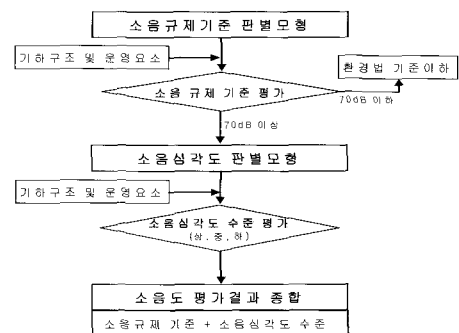 소음규제기준 판별모형
기하구조 및 운영요소
환경법 기준이하
소음 규제 기준 평가
70dB 이하
70dB 이상
소음심각도 판별모형
기하구조 및 운영요소
소음심각도 수준 평가
(상, 중, 하)
소음도 평가결과 종합
소음규제 기준 + 소음심각도 수준